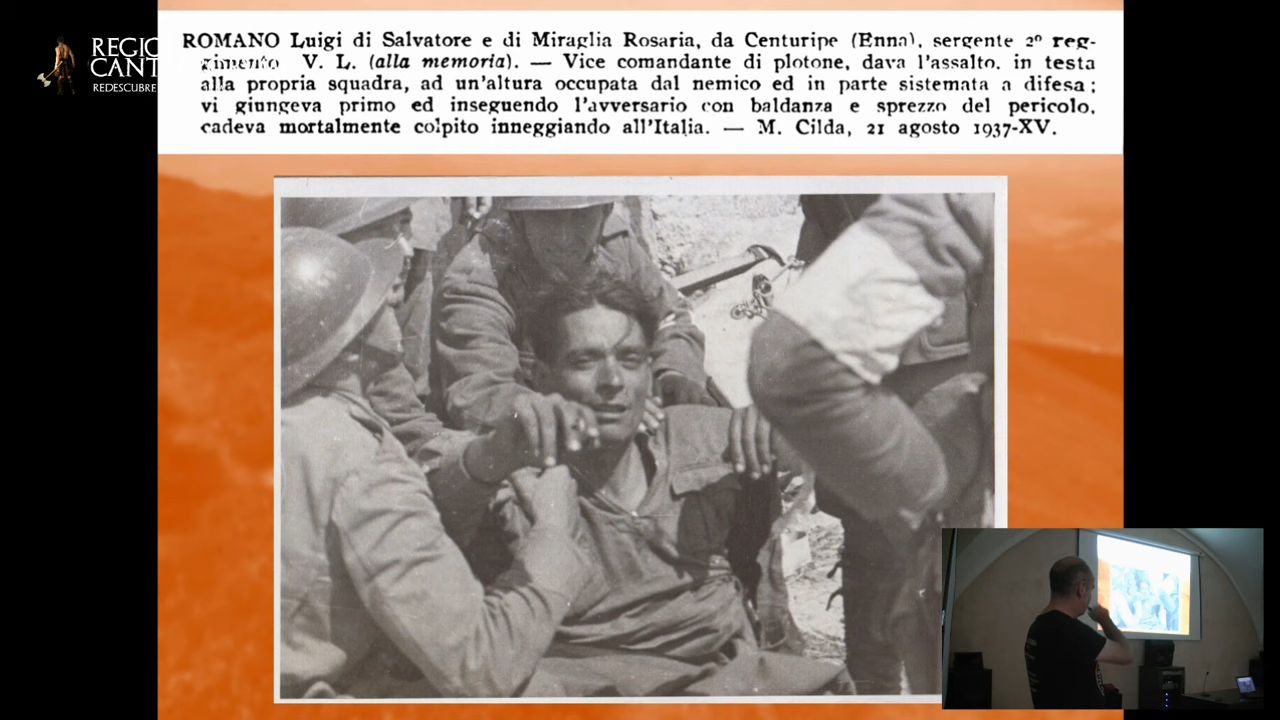 REGIO
CANT
REDESCUBRE
ROMANO Luigi di Salvatore e di Miraglia Rosaria, da Centuripe (Enna), sergente 2º reg-
gimento V. L. (alla memoria). — Vice comandante di plotone, dava l'assalto, in testa
alla propria squadra, ad un'altura occupata dal nemico ed in parte sistemata a difesa;
vi giungeva primo ed inseguendo l'avversario con baldanza e sprezzo del pericolo,
cadeva mortalmente colpito inneggiando all'Italia. — M. Cilda, 21 agosto 1937-XV.